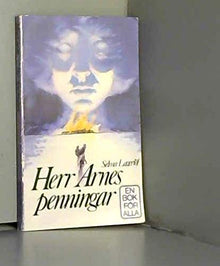 Selma Lagerlöf
Herr Arnes
penningar
EN
BOK
FÖR
ALLA